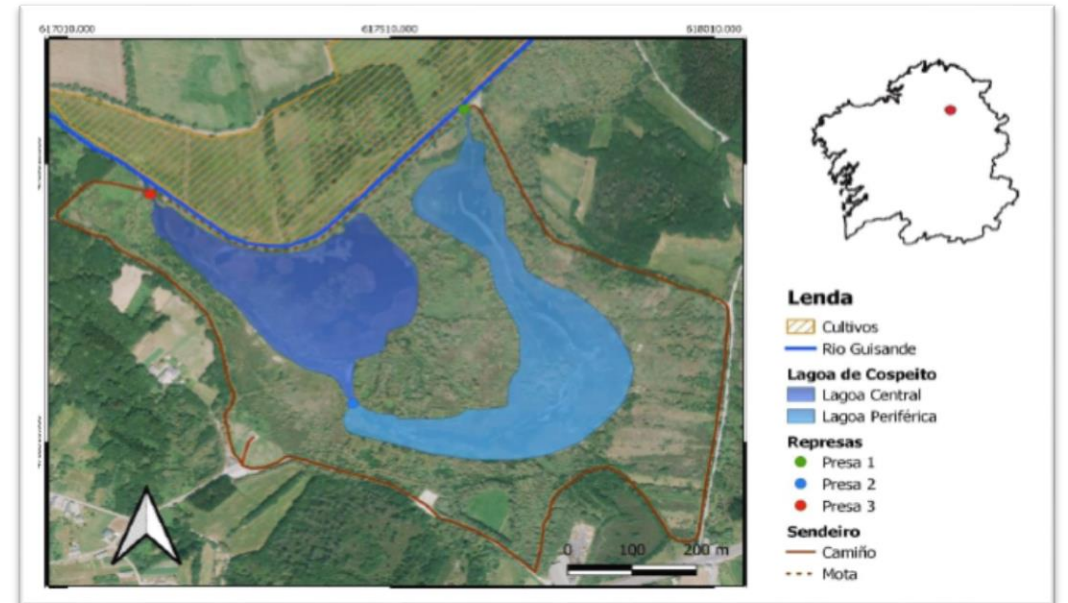 617010.000 617510.000 618010.000
Lenda
Cultivos
Rio Guisande
Lagoa de Cospeito
Lagoa Central
Lagoa Periférica
Represas
Presa 1
Presa 2
Presa 3
Sendeiro
Camiño
Mota
0 100 200 m